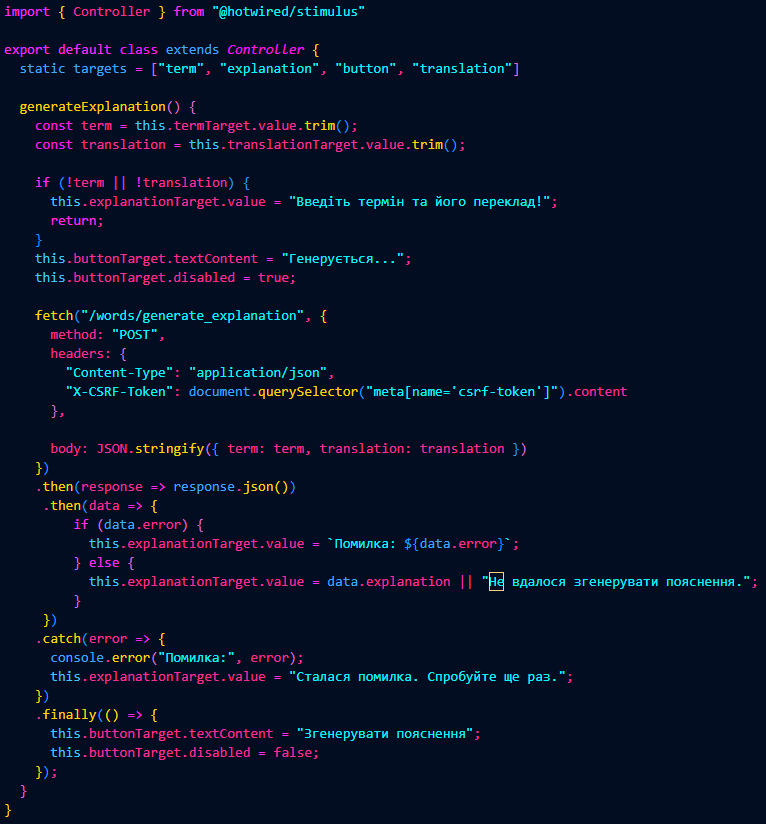 import { Controller } from "@hotwired/stimulus"
export default class extends Controller {
static targets = ["term", "explanation", "button", "translation"]
generateExplanation() {
const term = this.termTarget.value.trim();
const translation = this.translationTarget.value.trim();
if (!term || !translation) {
this.explanationTarget.value = "Введіть термін та його переклад!";
return;
}
this.buttonTarget.textContent = "Генерується...";
this.buttonTarget.disabled = true;
fetch("/words/generate_explanation", {
method: "POST",
headers: {
"Content-Type": "application/json",
"X-CSRF-Token": document.querySelector("meta[name='csrf-token']").content
},
body: JSON.stringify({ term: term, translation: translation })
})
.then(response => response.json())
.then(data => {
if (data.error) {
this.explanationTarget.value = `Помилка: ${data.error}`;
} else {
this.explanationTarget.value = data.explanation || "Не вдалося згенерувати пояснення.";
}
})
.catch(error => {
console.error("Помилка:", error);
this.explanationTarget.value = "Сталася помилка. Спробуйте ще раз.";
})
.finally(() => {
this.buttonTarget.textContent = "Згенерувати пояснення";
this.buttonTarget.disabled = false;
});
}
}